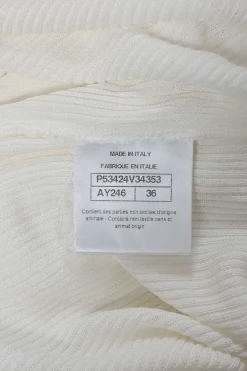 MADE IN ITALY
FABRIQUE EN ITALIE
P53424V34353
AY246 36
Contient des parties non textiles d'origine
animale - Contains non textile parts of
animal origin